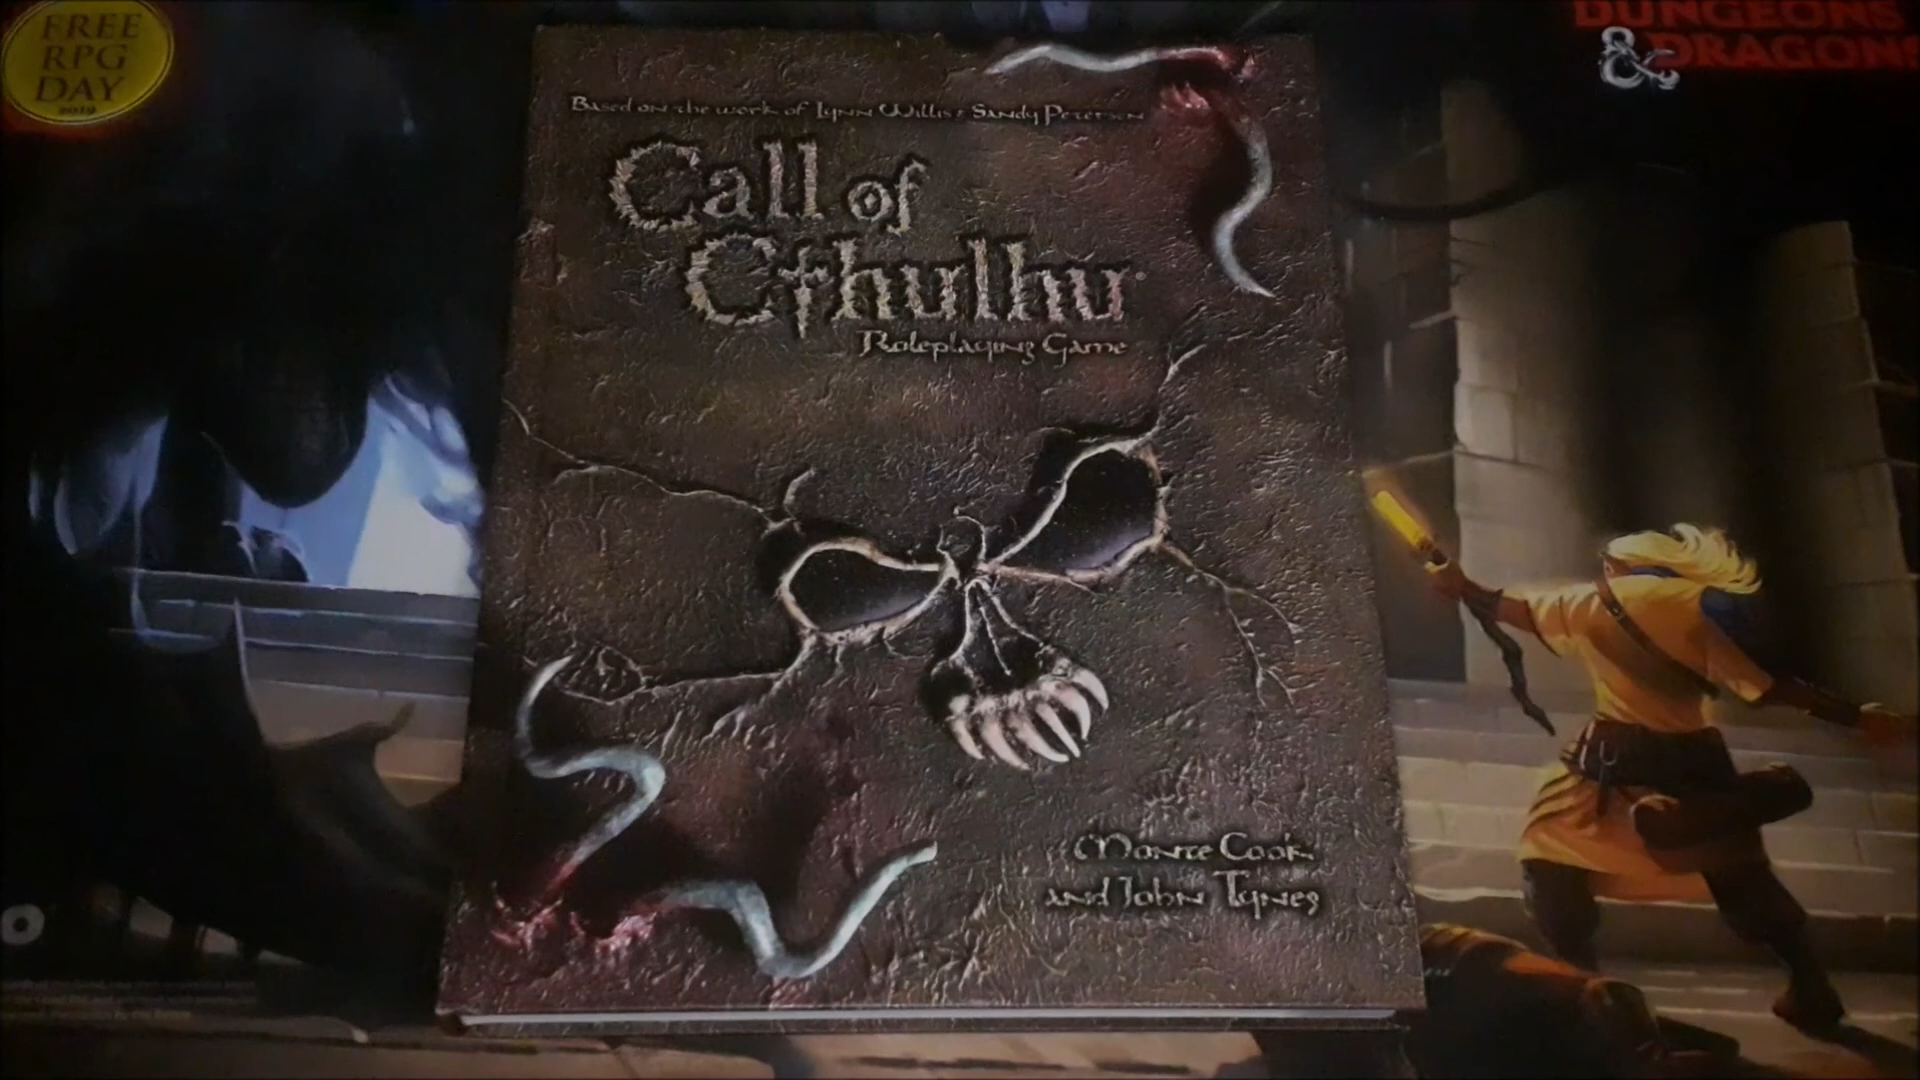 FREE
RPG
DAY
2019
DUNGEONS
& DRAGONS
Based on the work of Lynn Willis & Sandy Petersen
Call of
Cthulhu
Roleplaying Game
Monte Cook
and John Tynes